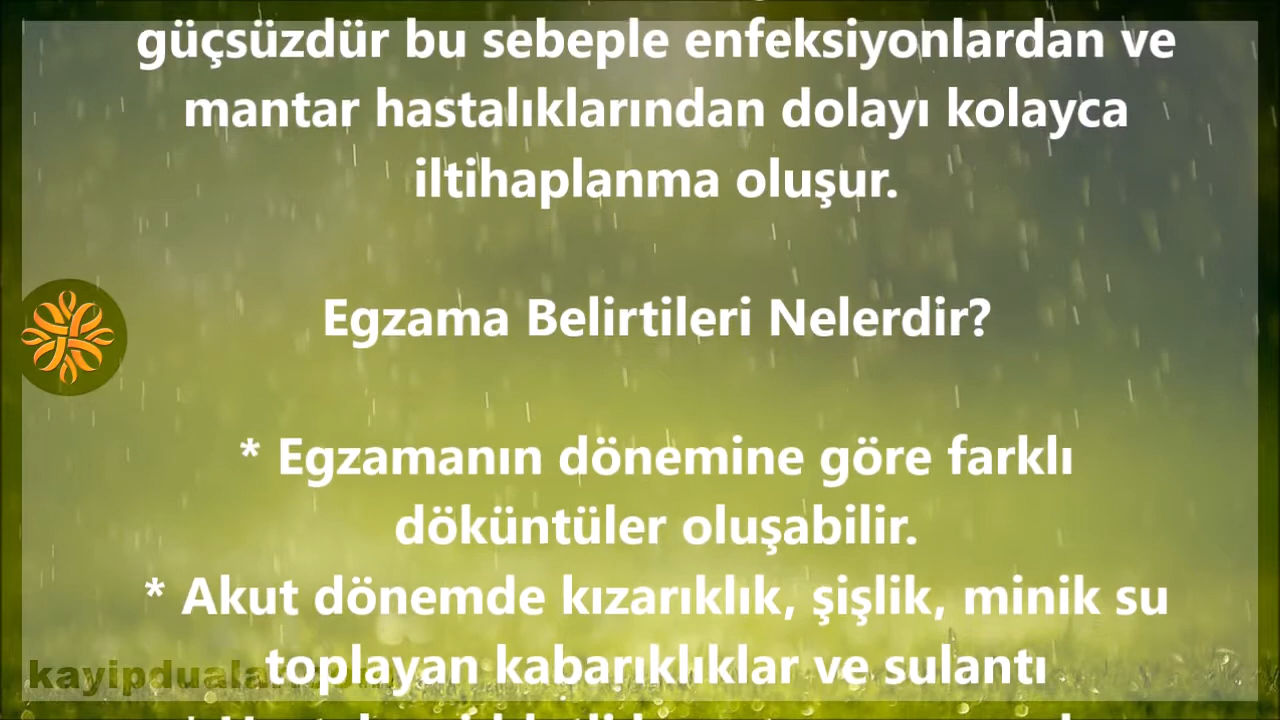 güçsüzdür bu sebeple enfeksiyonlardan ve
mantar hastalıklarından dolayı kolayca
iltihaplanma oluşur.
Egzama Belirtileri Nelerdir?
* Egzamanın dönemine göre farklı
döküntüler oluşabilir.
* Akut dönemde kızarıklık, şişlik, minik su
toplayan kabarıklıklar ve sulantı